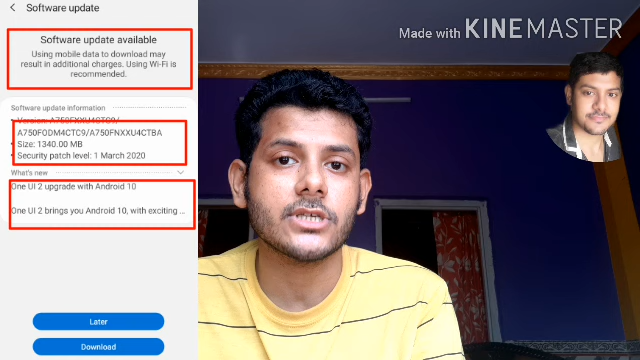 Software update
Made with KINEMASTER
Software update available
Using mobile data to download may
result in additional charges. Using Wi-Fi is
recommended.
Software update information
• Version: A750FXXU4CTC9/
A750FODM4CTC9/A750FNXXU4CTBA
• Size: 1340.00 MB
• Security patch level: 1 March 2020
What's new
One UI 2 upgrade with Android 10
One UI 2 brings you Android 10, with exciting ...
Later
Download